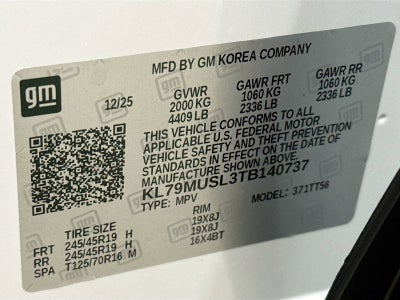 MFD BY GM KOREA COMPANY
gm
12/25 GVWR GAWR FRT GAWR RR
2000 KG 1060 KG 1060 KG
4409 LB 2336 LB 2336 LB
THIS VEHICLE CONFORMS TO ALL
APPLICABLE U.S. FEDERAL MOTOR
VEHICLE SAFETY AND THEFT PREVENTION
STANDARDS IN EFFECT ON THE DATE OF
MANUFACTURE SHOWN ABOVE.
KL79MUSL3TB140737
TYPE: MPV MODEL: 371TT56
TIRE SIZE RIM
FRT 245/45R19 H 19X8J
RR 245/45R19 H 19X8J
SPA T125/70R16 M 16X4BT